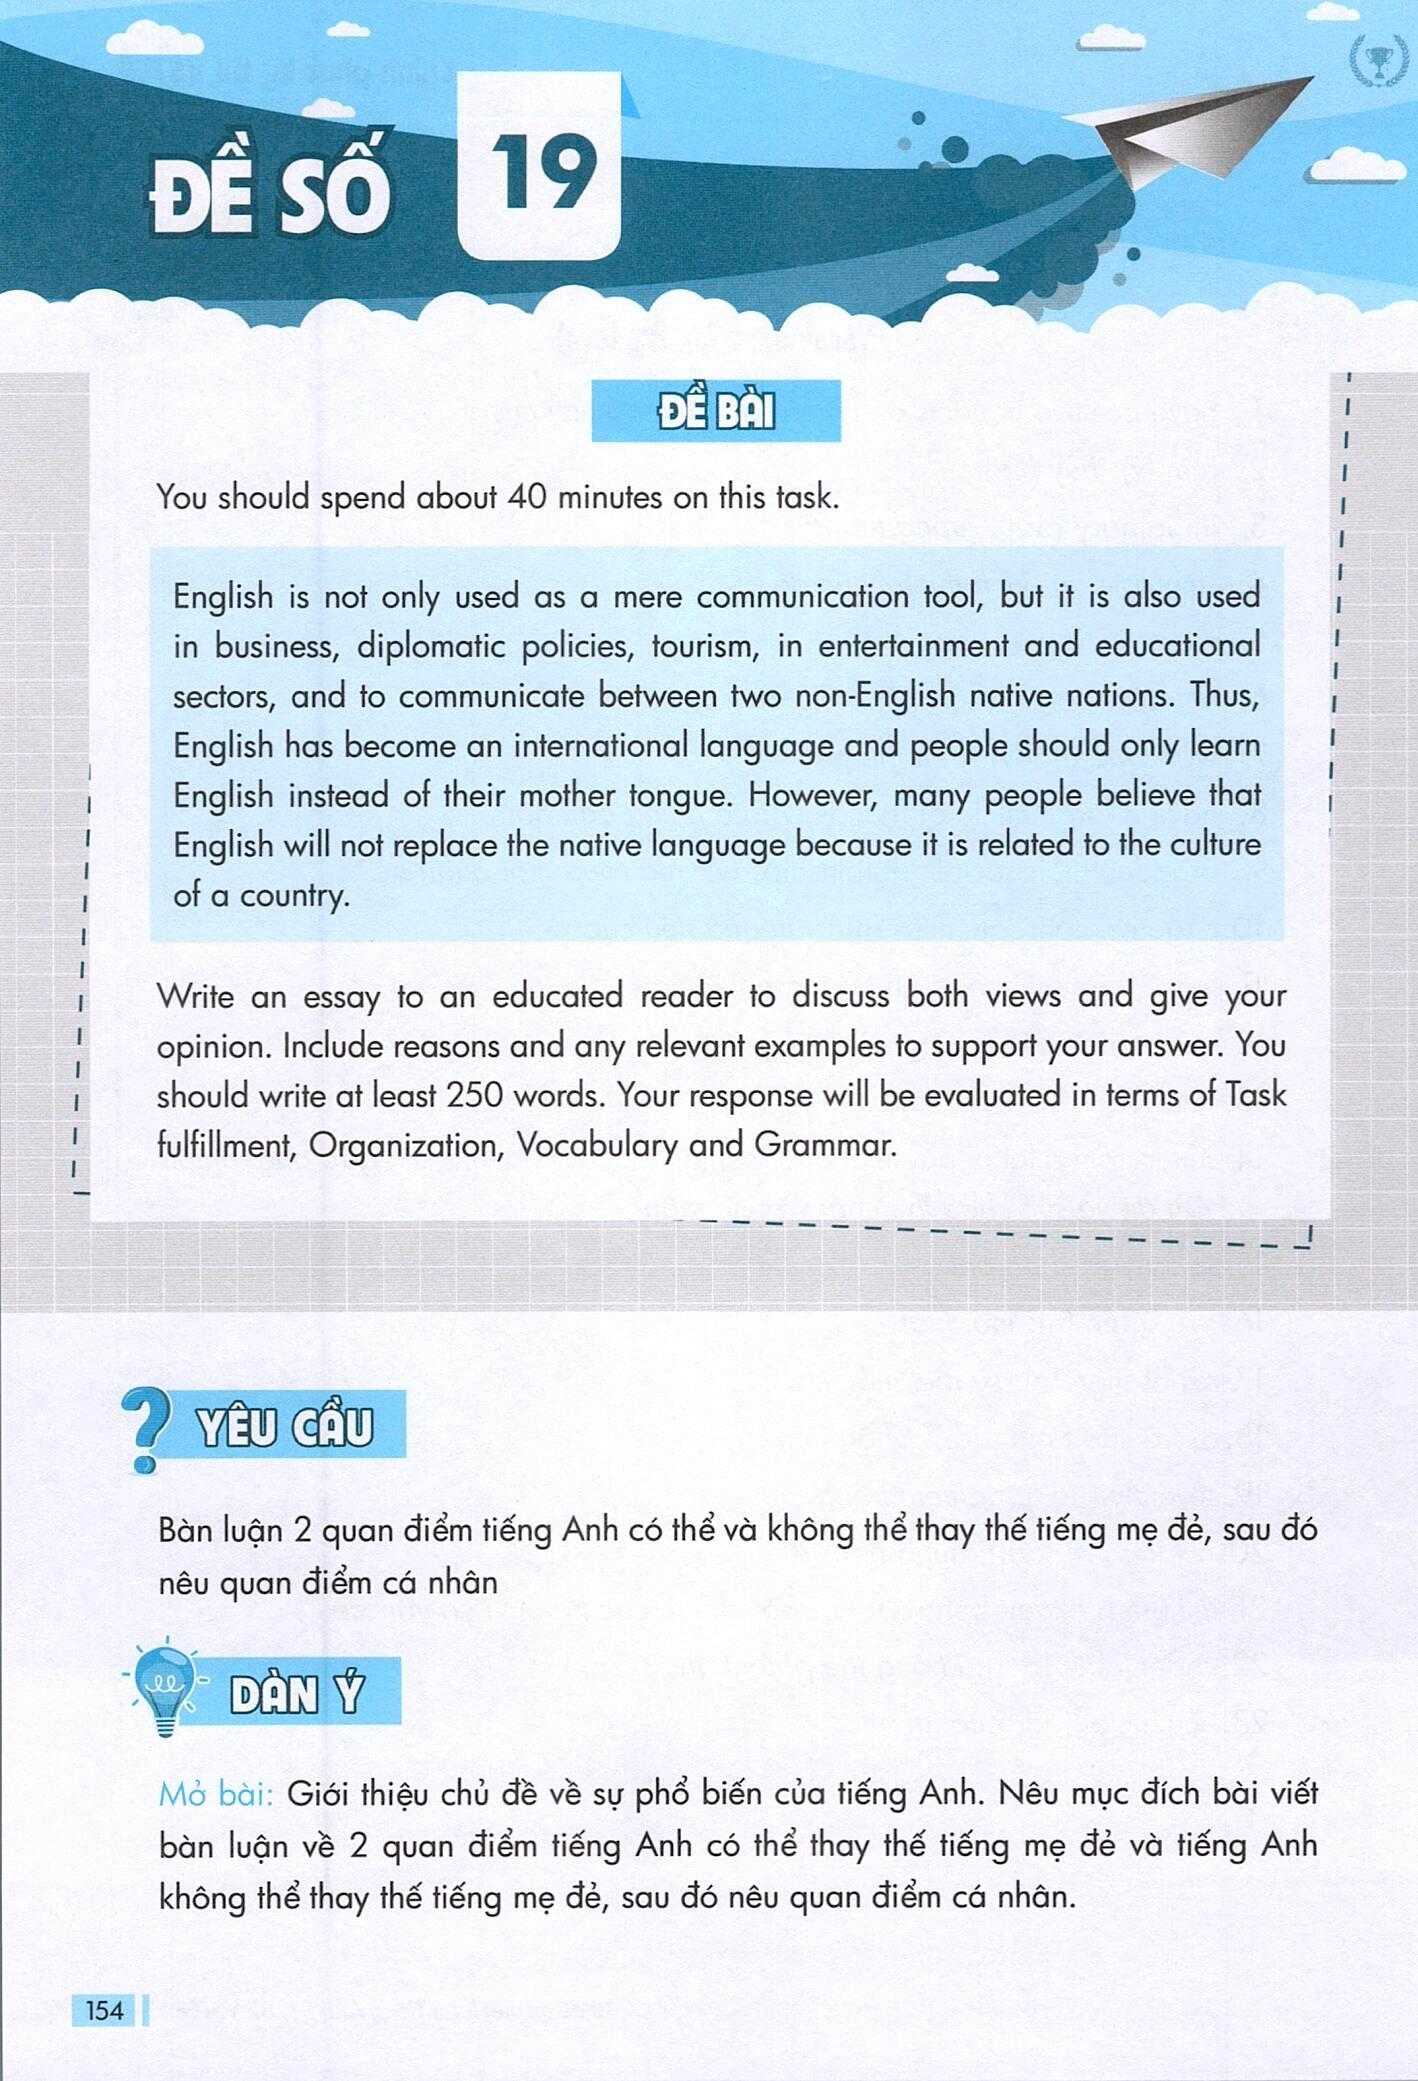 ĐỀ SỐ
19
ĐỀ BÀI
You should spend about 40 minutes on this task.
English is not only used as a mere communication tool, but it is also used
in business, diplomatic policies, tourism, in entertainment and educational
sectors, and to communicate between two non-English native nations. Thus,
English has become an international language and people should only learn
English instead of their mother tongue. However, many people believe that
English will not replace the native language because it is related to the culture
of a country.
Write an essay to an educated reader to discuss both views and give your
opinion. Include reasons and any relevant examples to support your answer. You
should write at least 250 words. Your response will be evaluated in terms of Task
fulfillment, Organization, Vocabulary and Grammar.
YÊU CẦU
Bàn luận 2 quan điểm tiếng Anh có thể và không thể thay thế tiếng mẹ đẻ, sau đó
nêu quan điểm cá nhân
DÀN Ý
Mở bài: Giới thiệu chủ đề về sự phổ biến của tiếng Anh. Nêu mục đích bài viết
bàn luận về 2 quan điểm tiếng Anh có thể thay thế tiếng mẹ đẻ và tiếng Anh
không thể thay thế tiếng mẹ đẻ, sau đó nêu quan điểm cá nhân.
154